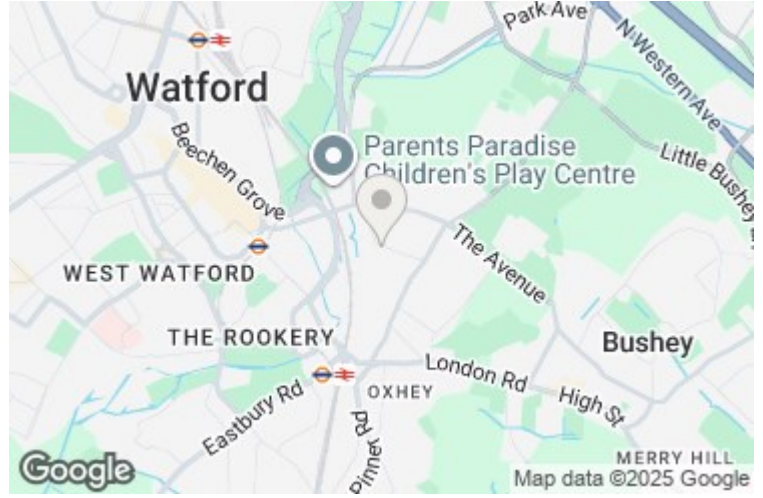 Park Ave
N Western Ave
Watford
Beechen Grove
Parents Paradise
Children's Play Centre
Little Bushey
The Avenue
WEST WATFORD
THE ROOKERY
Bushey
London Rd
High St
OXHEY
Eastbury Rd
Pinner Rd
MERRY HILL
Google
Map data ©2025 Google